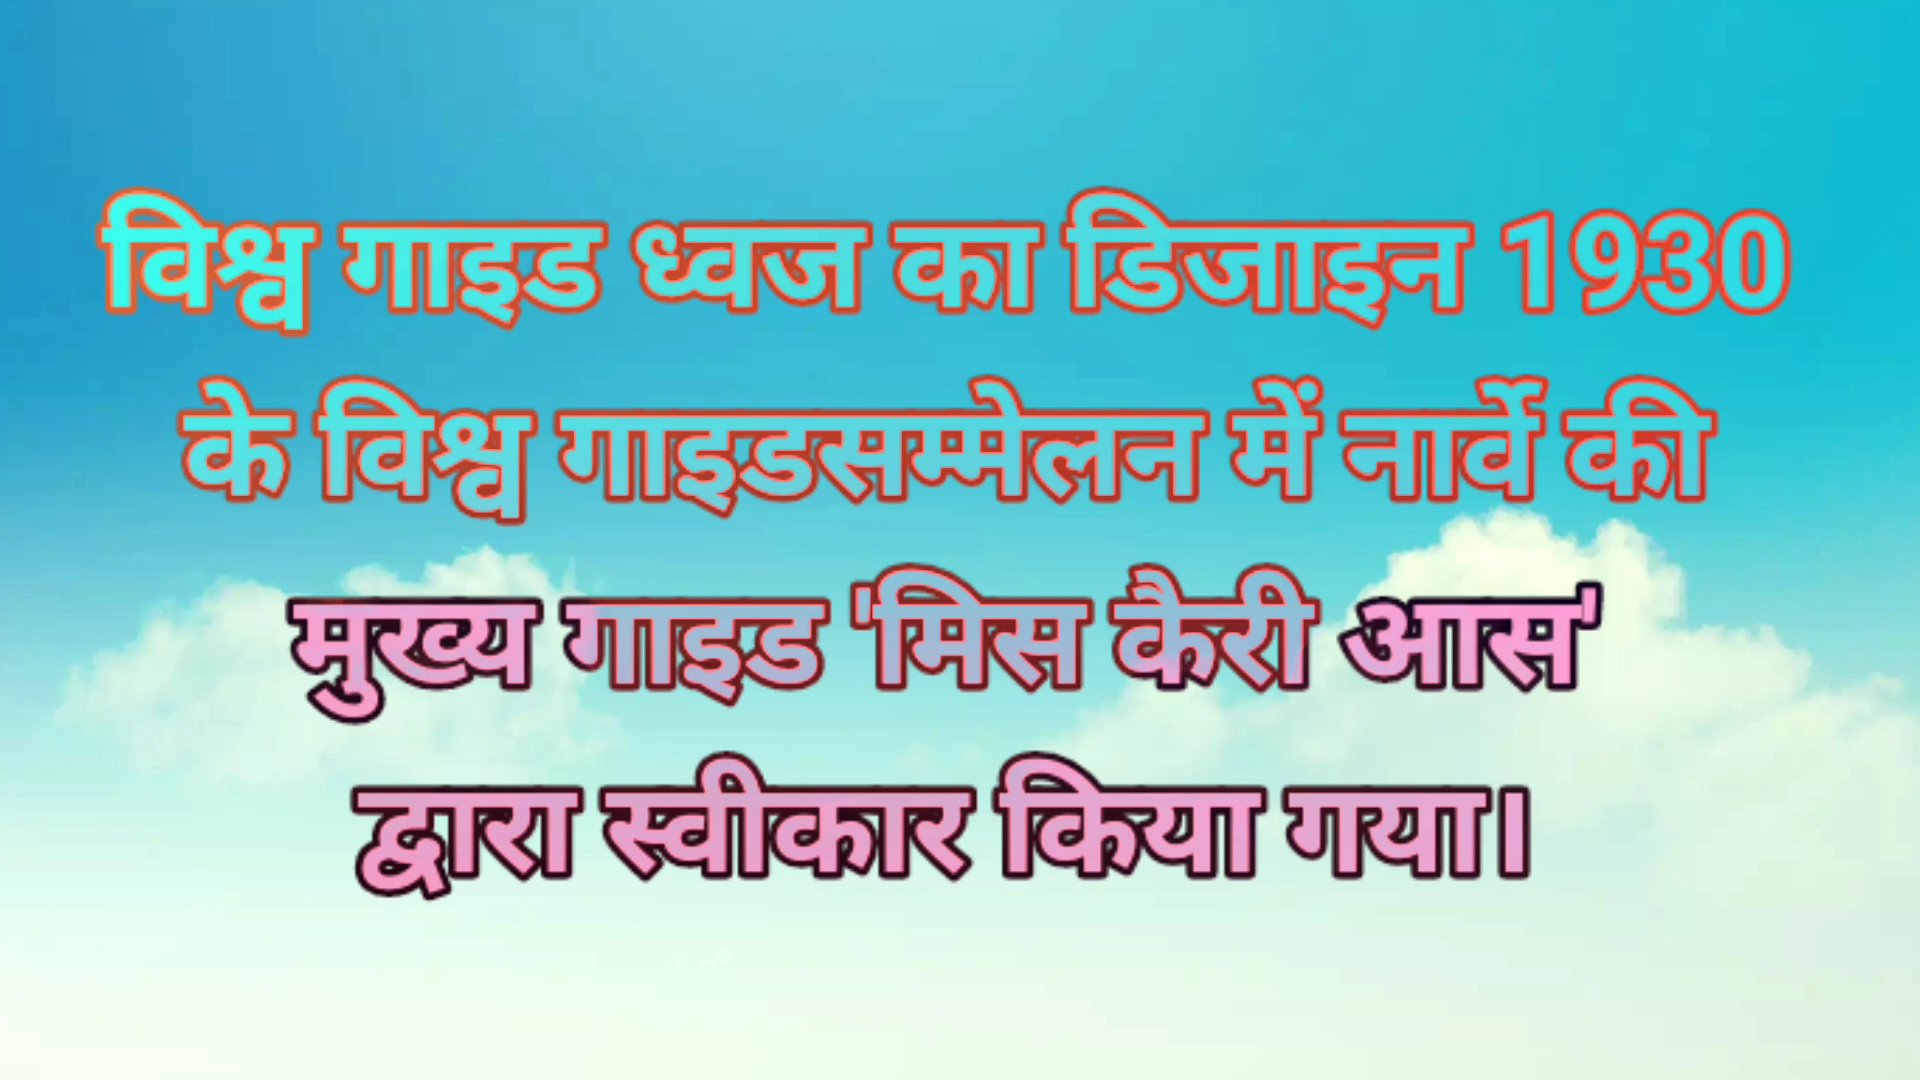 विश्व गाइड ध्वज का डिजाइन 1930
के विश्व गाइडसम्मेलन में नार्वे की
मुख्य गाइड 'मिस कैरी आस'
द्वारा स्वीकार किया गया।